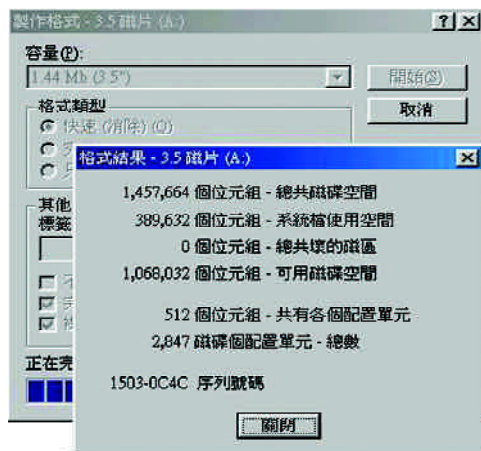 製作格式 - 3.5 磁片 (A:)
容量(P):
1.44 Mb (3.5")
開始(S)
取消
格式類型
快速 (消除) (Q)
格式結果 - 3.5 磁片 (A:)
1,457,664 個位元組 - 總共磁碟空間
389,632 個位元組 - 系統檔使用空間
0 個位元組 - 總共壞的磁區
1,068,032 個位元組 - 可用磁碟空間
512 個位元組 - 共有各個配置單元
2,847 磁碟個配置單元 - 總數
1503-0C4C 序列號碼
關閉
其他
標籤
正在完